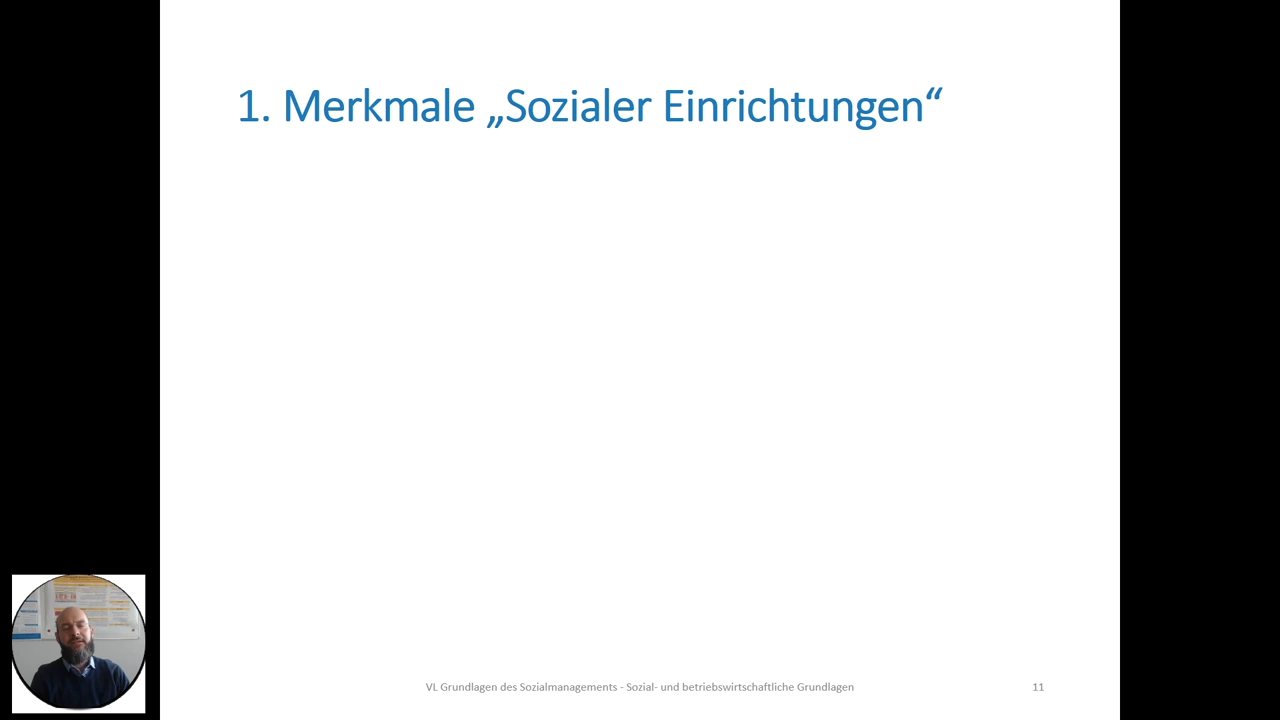 1. Merkmale „Sozialer Einrichtungen“
VL Grundlagen des Sozialmanagements - Sozial- und betriebswirtschaftliche Grundlagen
11